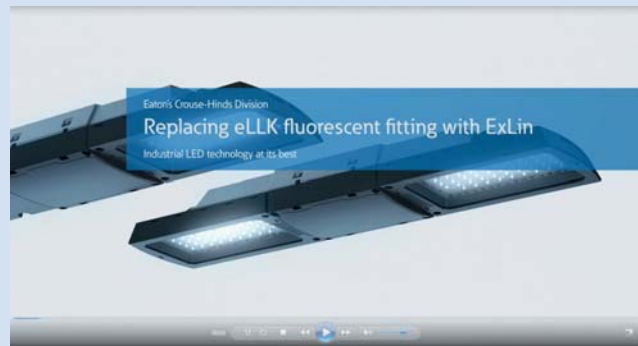 Eaton's Crouse-Hinds Division
Replacing eLLK fluorescent fitting with ExLin
Industrial LED technology at its best